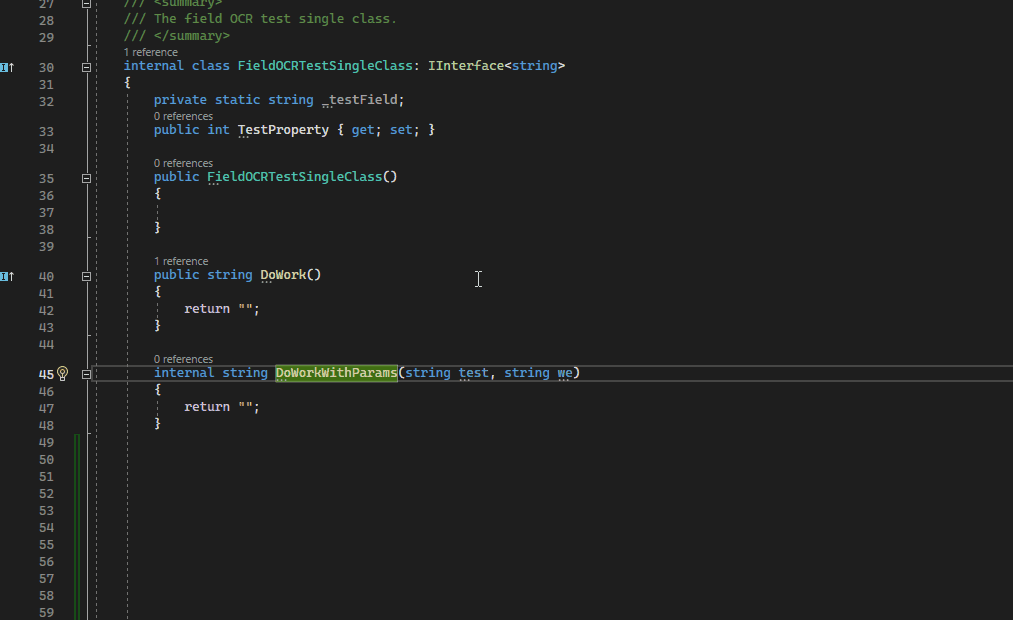 27 /// <summary>
28 /// The field OCR test single class.
29 /// </summary>
1 reference
30 internal class FieldOCRTestSingleClass: IInterface<string>
31 {
32 private static string _testField;
0 references
33 public int TestProperty { get; set; }
34
0 references
35 public FieldOCRTestSingleClass()
36 {
37
38 }
39
1 reference
40 public string DoWork()
41 {
42 return "";
43 }
44
0 references
45 internal string DoWorkWithParams(string test, string we)
46 {
47 return "";
48 }
49
50
51
52
53
54
55
56
57
58
59